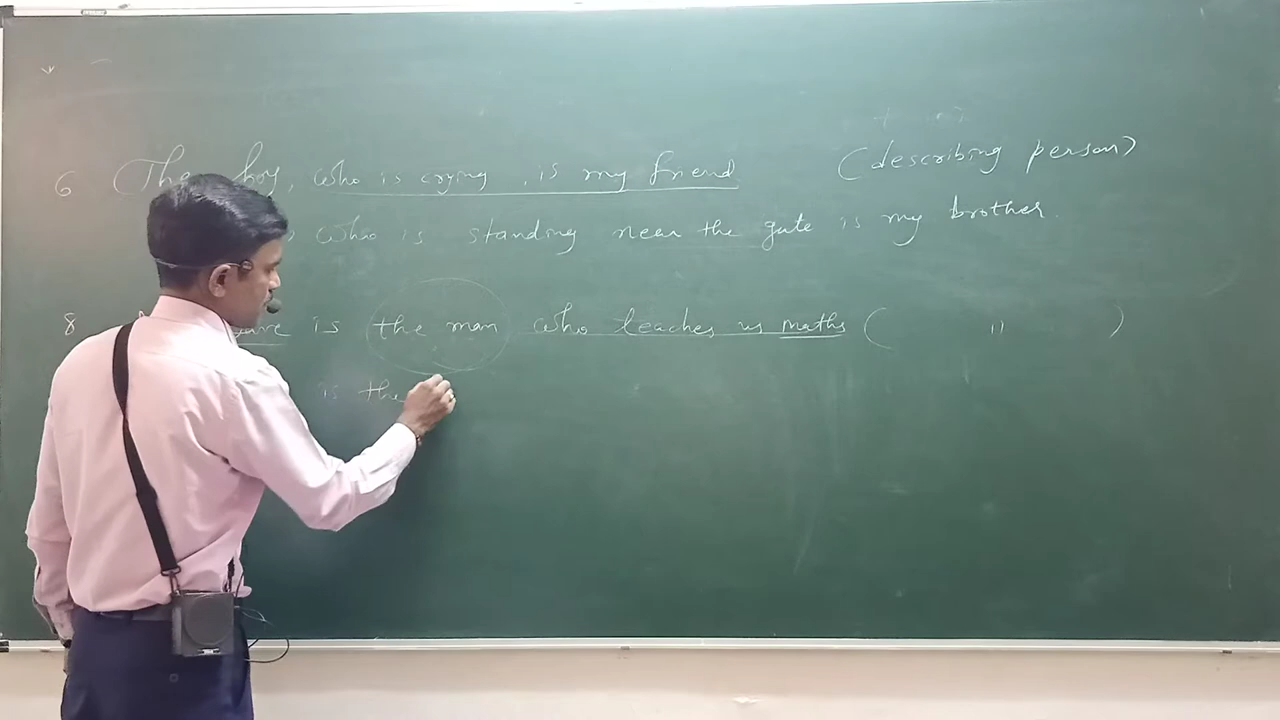 6 (The boy, who is crying, is my friend (describing person)
who is standing near the gate is my brother.
8 is the man who teaches us maths ( " )
is the